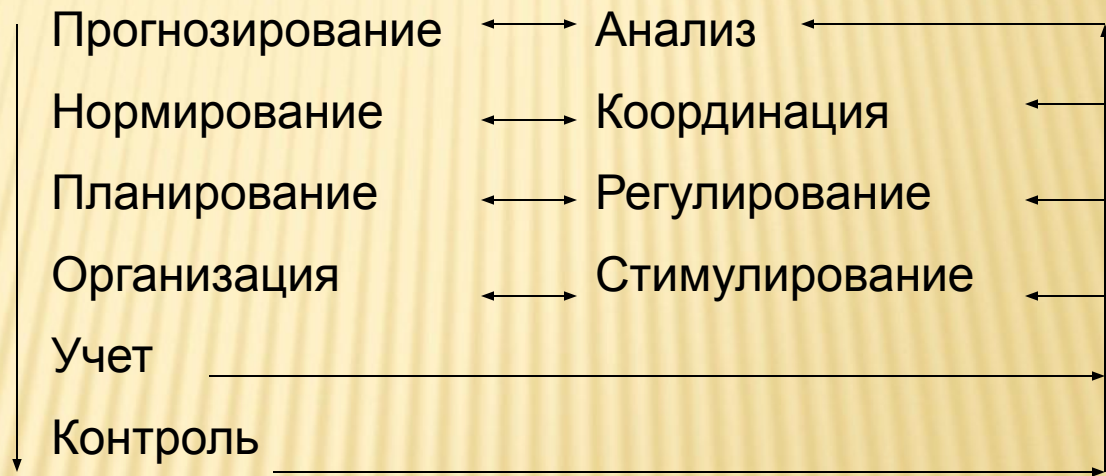 Прогнозирование Анализ
Нормирование Координация
Планирование Регулирование
Организация Стимулирование
Учет
Контроль